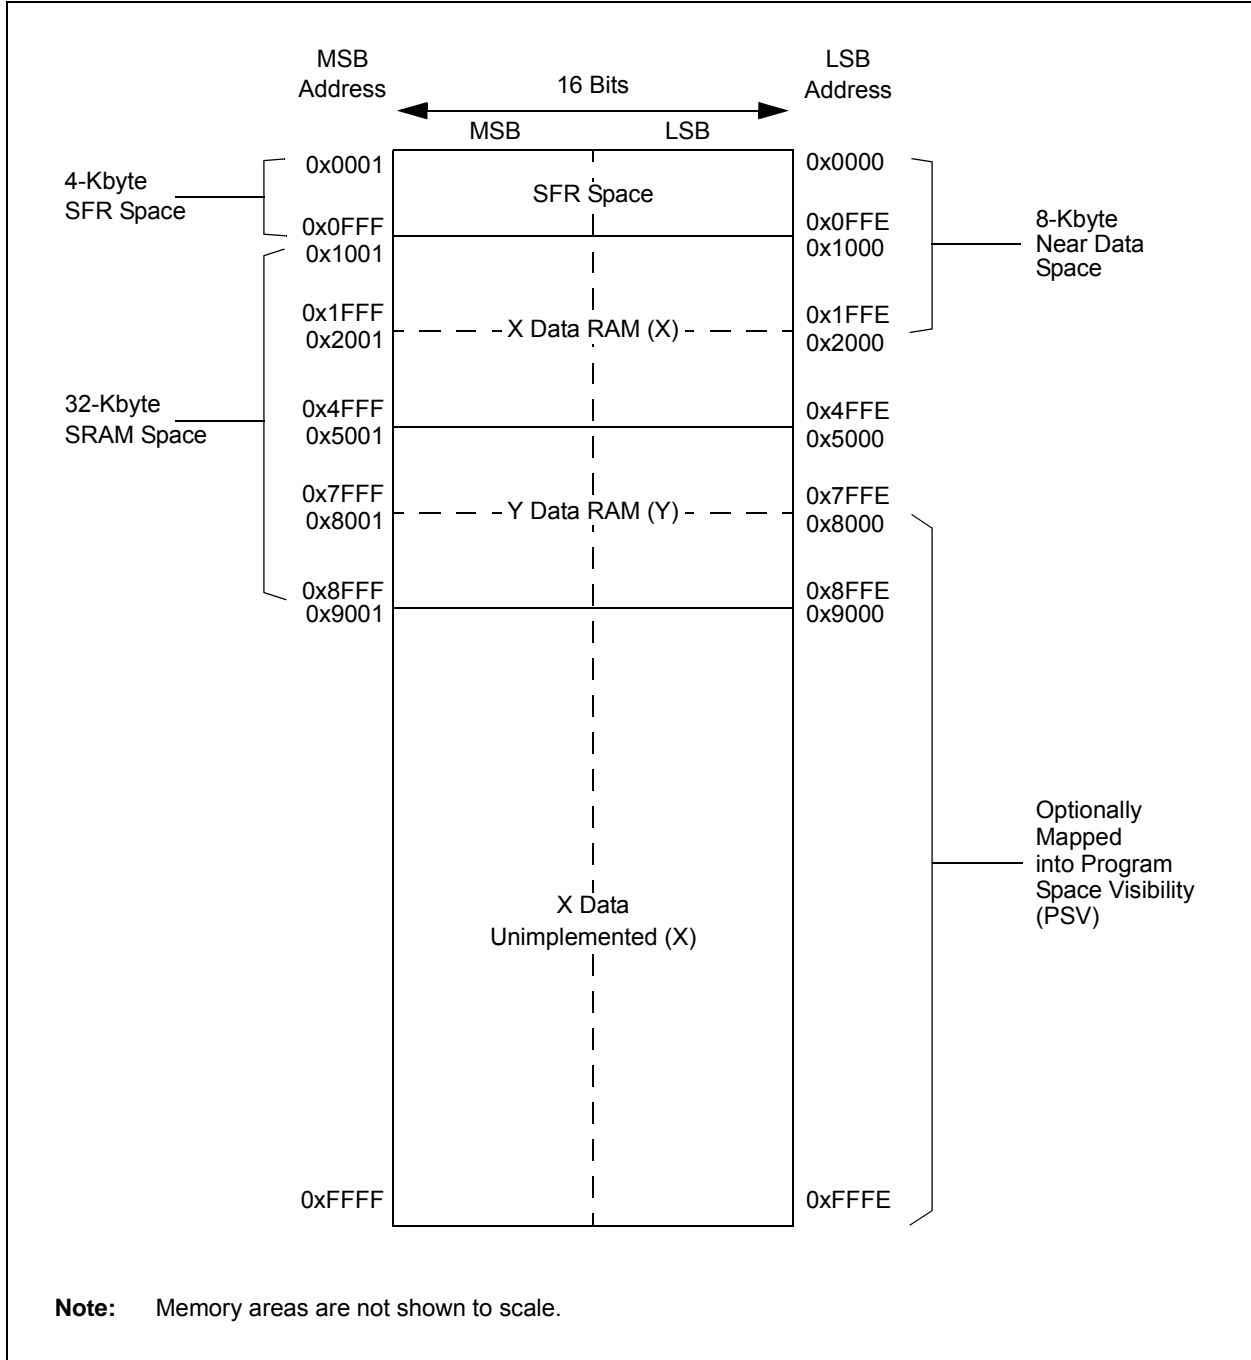 MSB
Address
LSB
Address
16 Bits
MSB
LSB
4-Kbyte
SFR Space
0x0001
0x0FFF
0x1001
SFR Space
0x0000
0x0FFE
0x1000
8-Kbyte
Near Data
Space
32-Kbyte
SRAM Space
0x1FFF
0x2001
X Data RAM (X)
0x1FFE
0x2000
0x4FFF
0x5001
0x4FFE
0x5000
0x7FFF
0x8001
Y Data RAM (Y)
0x7FFE
0x8000
0x8FFF
0x9001
0x8FFE
0x9000
X Data
Unimplemented (X)
Optionally
Mapped
into Program
Space Visibility
(PSV)
0xFFFF
0xFFFE
Note: Memory areas are not shown to scale.